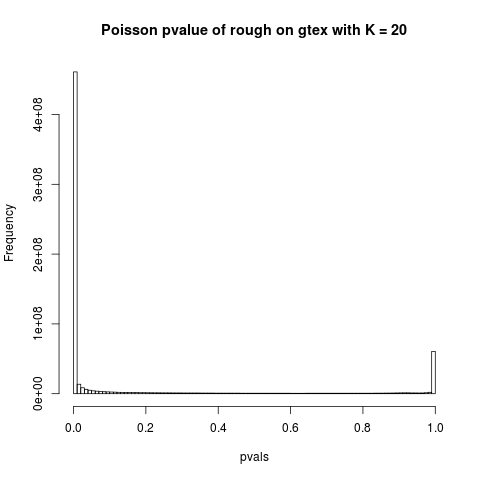 Poisson pvalue of rough on gtex with K = 20
Frequency
4e+08
3e+08
2e+08
1e+08
0e+00
0.0 0.2 0.4 0.6 0.8 1.0
pvals